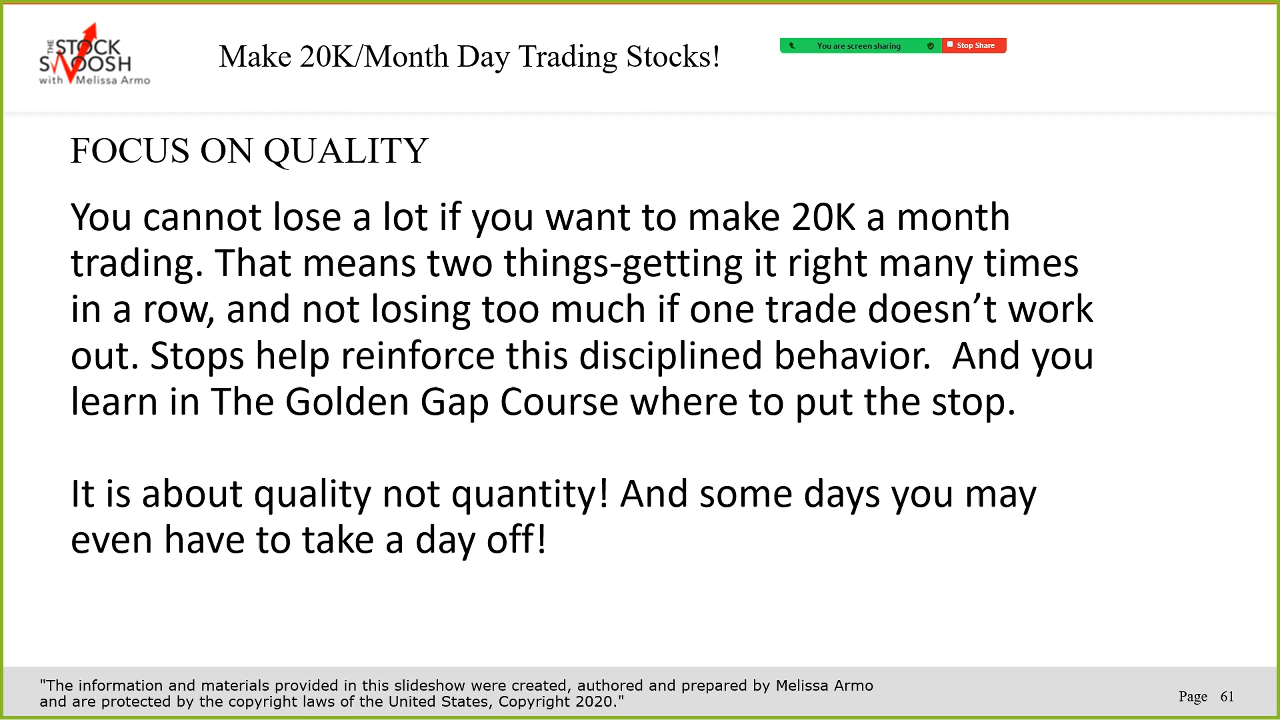 THE
STOCK
SWOOSH
with Melissa Armo
Make 20K/Month Day Trading Stocks!
You are screen sharing
Stop Share
FOCUS ON QUALITY
You cannot lose a lot if you want to make 20K a month
trading. That means two things-getting it right many times
in a row, and not losing too much if one trade doesn’t work
out. Stops help reinforce this disciplined behavior.  And you
learn in The Golden Gap Course where to put the stop.
It is about quality not quantity! And some days you may
even have to take a day off!
"The information and materials provided in this slideshow were created, authored and prepared by Melissa Armo
and are protected by the copyright laws of the United States, Copyright 2020."
Page 61